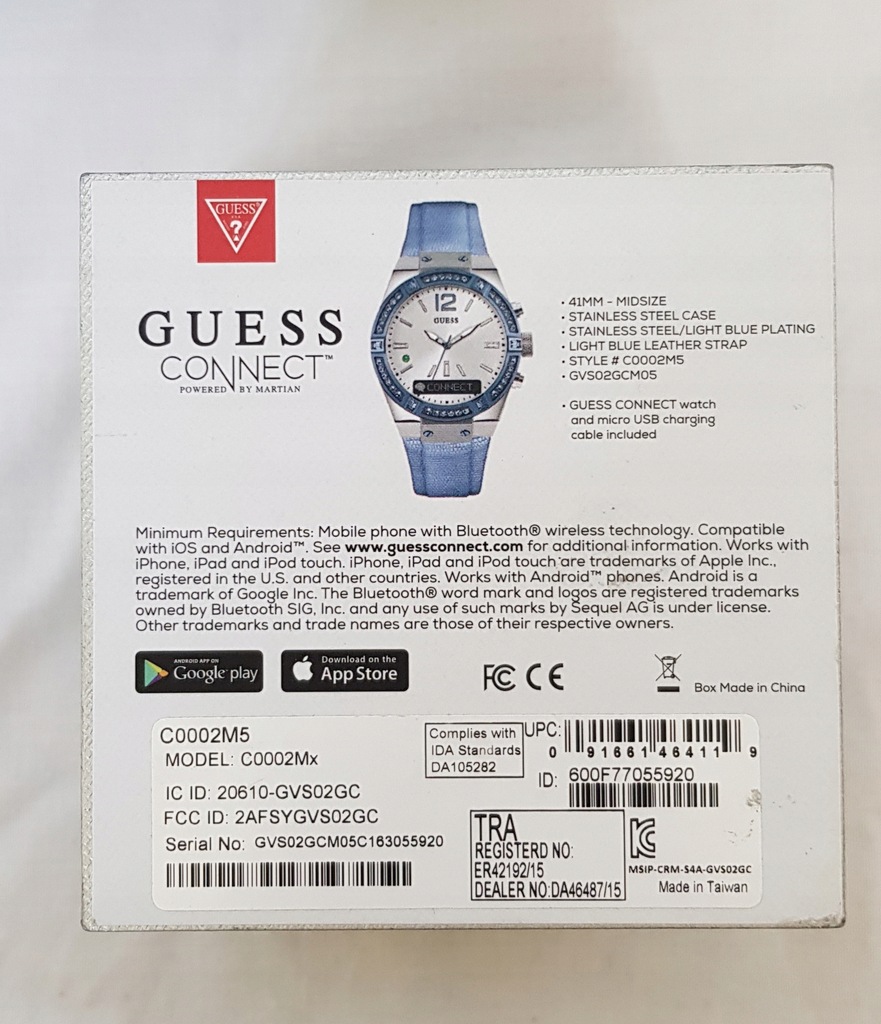 GUESS
USA
?
GUESS
CONNECT™
POWERED BY MARTIAN
12
GUESS
CONNECT
• 41MM - MIDSIZE
• STAINLESS STEEL CASE
• STAINLESS STEEL/LIGHT BLUE PLATING
• LIGHT BLUE LEATHER STRAP
• STYLE # C0002M5
• GVS02GCM05
• GUESS CONNECT watch
and micro USB charging
cable included
Minimum Requirements: Mobile phone with Bluetooth® wireless technology. Compatible
with iOS and Android™. See www.guessconnect.com for additional information. Works with
iPhone, iPad and iPod touch. iPhone, iPad and iPod touch are trademarks of Apple Inc.,
registered in the U.S. and other countries. Works with Android™ phones. Android is a
trademark of Google Inc. The Bluetooth® word mark and logos are registered trademarks
owned by Bluetooth SIG, Inc. and any use of such marks by Sequel AG is under license.
Other trademarks and trade names are those of their respective owners.
ANDROID APP ON
Google play
Download on the
App Store
FC CE
Box Made in China
C0002M5
MODEL: C0002Mx
IC ID: 20610-GVS02GC
FCC ID: 2AFSYGVS02GC
Serial No: GVS02GCM05C163055920
Complies with
IDA Standards
DA105282
UPC:
0 91661 46411 9
ID: 600F77055920
TRA
REGISTERD NO:
ER42192/15
DEALER NO:DA46487/15
MSIP-CRM-S4A-GVS02GC
Made in Taiwan